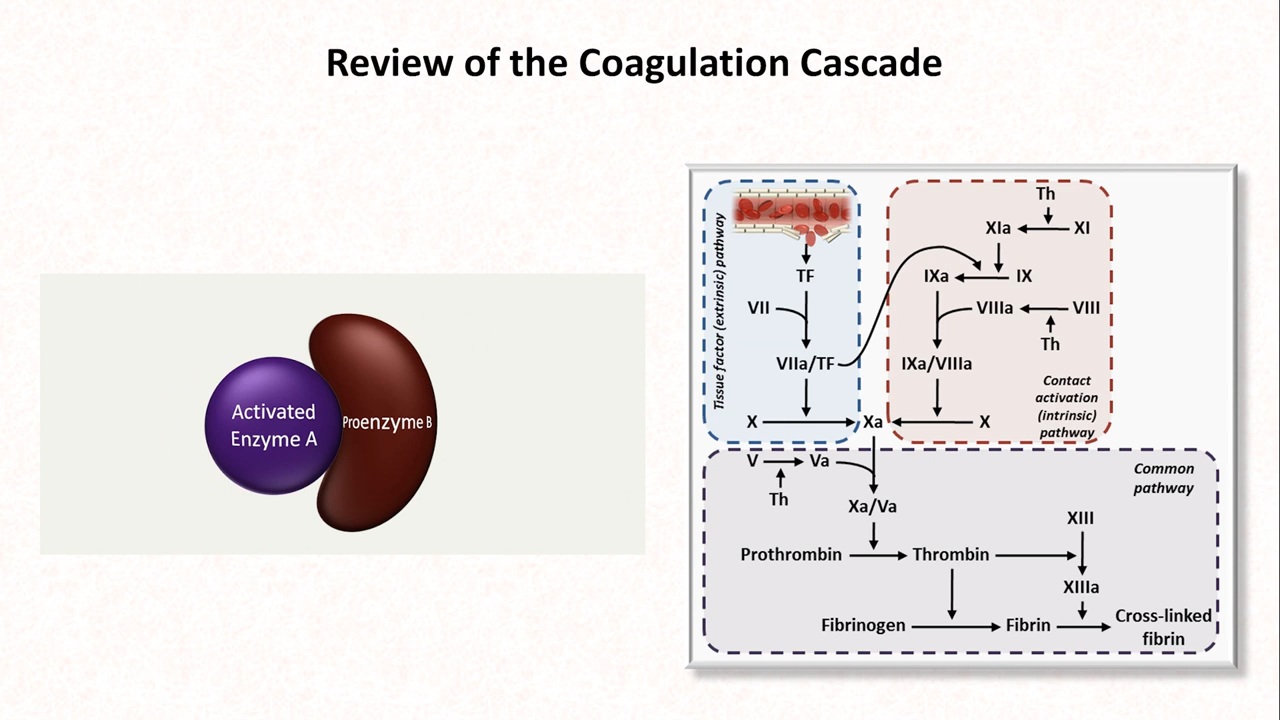 Review of the Coagulation Cascade
Activated
Enzyme A
Proenzyme B
Tissue factor (extrinsic) pathway
TF
VII
VIIa/TF
X
Xa
Th
XIa
XI
IXa
IX
VIIIa
VIII
Th
IXa/VIIIa
Contact
activation
(intrinsic)
pathway
X
V
Va
Th
Common
pathway
Xa/Va
XIII
Prothrombin
Thrombin
XIIIa
Fibrinogen
Fibrin
Cross-linked
fibrin